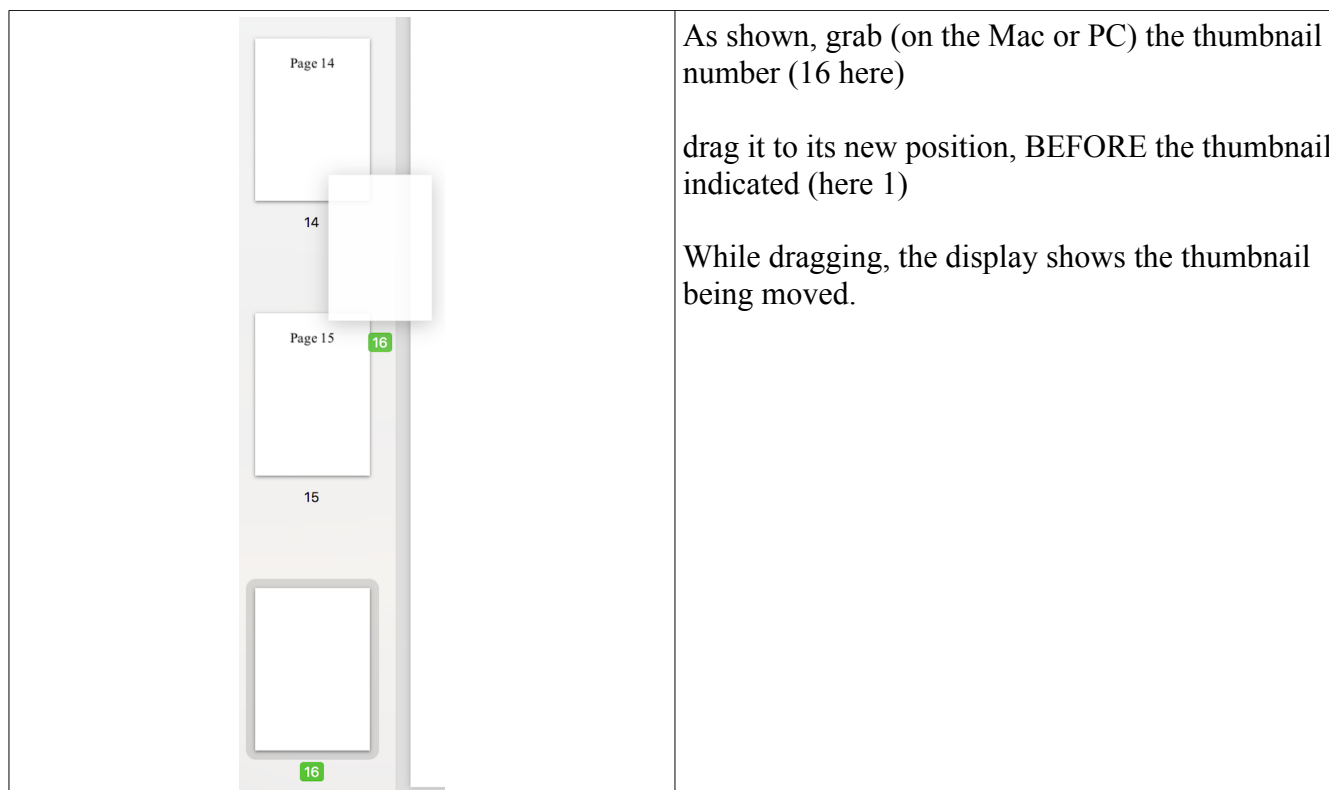 Page 14
14
Page 15
16
15
16
As shown, grab (on the Mac or PC) the thumbnail
number (16 here)
drag it to its new position, BEFORE the thumbnail
indicated (here 1)
While dragging, the display shows the thumbnail
being moved.